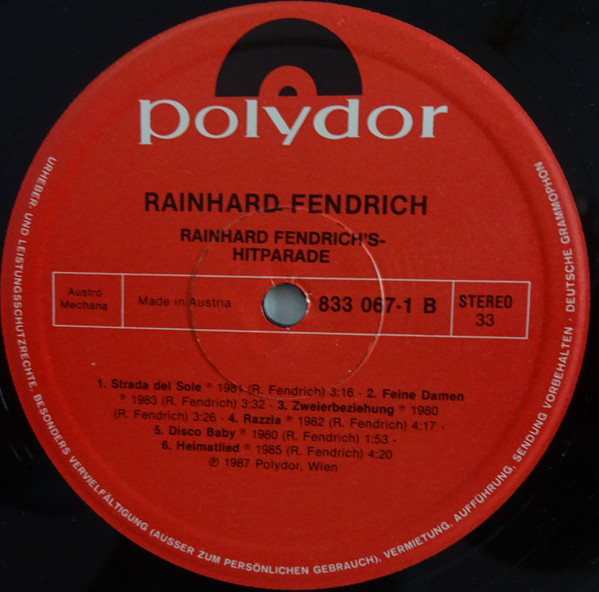 polydor
RAINHARD FENDRICH
RAINHARD FENDRICH'S-
HITPARADE
Austro
Mechana
Made in Austria
833 067-1 B
STEREO
33
1. Strada del Sole ℗ 1981 (R. Fendrich) 3:16 - 2. Feine Damen
℗ 1983 (R. Fendrich) 3:32 - 3. Zweierbeziehung ℗ 1980
(R. Fendrich) 3:26 - 4. Razzia ℗ 1982 (R. Fendrich) 4:17 -
5. Disco Baby ℗ 1980 (R. Fendrich) 1:53 -
6. Heimatlied ℗ 1985 (R. Fendrich) 4:20
℗ 1987 Polydor, Wien
URHEBER- UND LEISTUNGSSCHUTZRECHTE, BESONDERS VERVIELFÄLTIGUNG (AUSSER ZUM PERSÖNLICHEN GEBRAUCH), VERMIETUNG, AUFFÜHRUNG, SENDUNG VORBEHALTEN · DEUTSCHE GRAMMOPHON